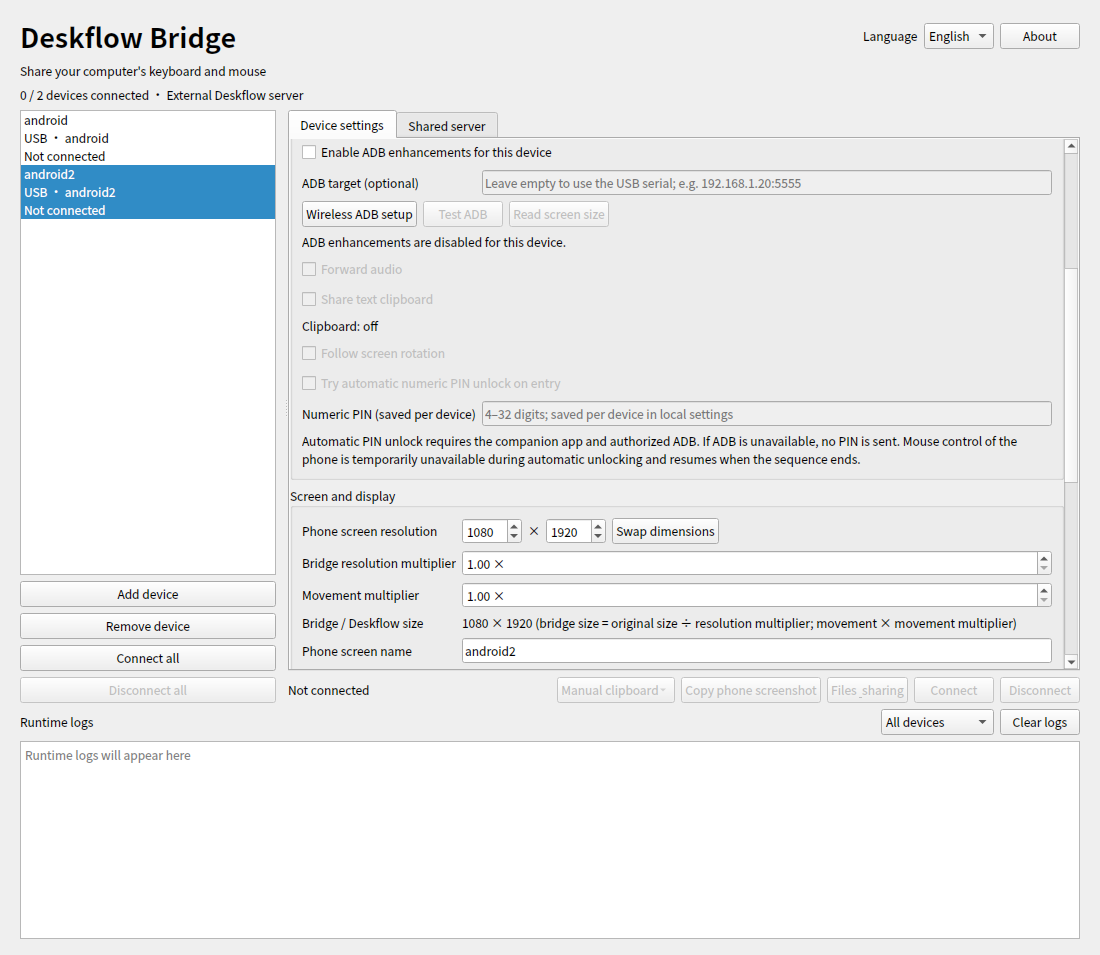 Deskflow Bridge
Language English About
Share your computer's keyboard and mouse
0 / 2 devices connected • External Deskflow server
android
USB • android
Not connected
android2
USB • android2
Not connected
Add device
Remove device
Connect all
Disconnect all
Device settings Shared server
Enable ADB enhancements for this device
ADB target (optional) Leave empty to use the USB serial; e.g. 192.168.1.20:5555
Wireless ADB setup Test ADB Read screen size
ADB enhancements are disabled for this device.
Forward audio
Share text clipboard
Clipboard: off
Follow screen rotation
Try automatic numeric PIN unlock on entry
Numeric PIN (saved per device) 4–32 digits; saved per device in local settings
Automatic PIN unlock requires the companion app and authorized ADB. If ADB is unavailable, no PIN is sent. Mouse control of the
phone is temporarily unavailable during automatic unlocking and resumes when the sequence ends.
Screen and display
Phone screen resolution 1080 × 1920 Swap dimensions
Bridge resolution multiplier 1.00 ×
Movement multiplier 1.00 ×
Bridge / Deskflow size 1080 × 1920 (bridge size = original size ÷ resolution multiplier; movement × movement multiplier)
Phone screen name android2
Not connected Manual clipboard Copy phone screenshot Files_sharing Connect Disconnect
Runtime logs All devices Clear logs
Runtime logs will appear here